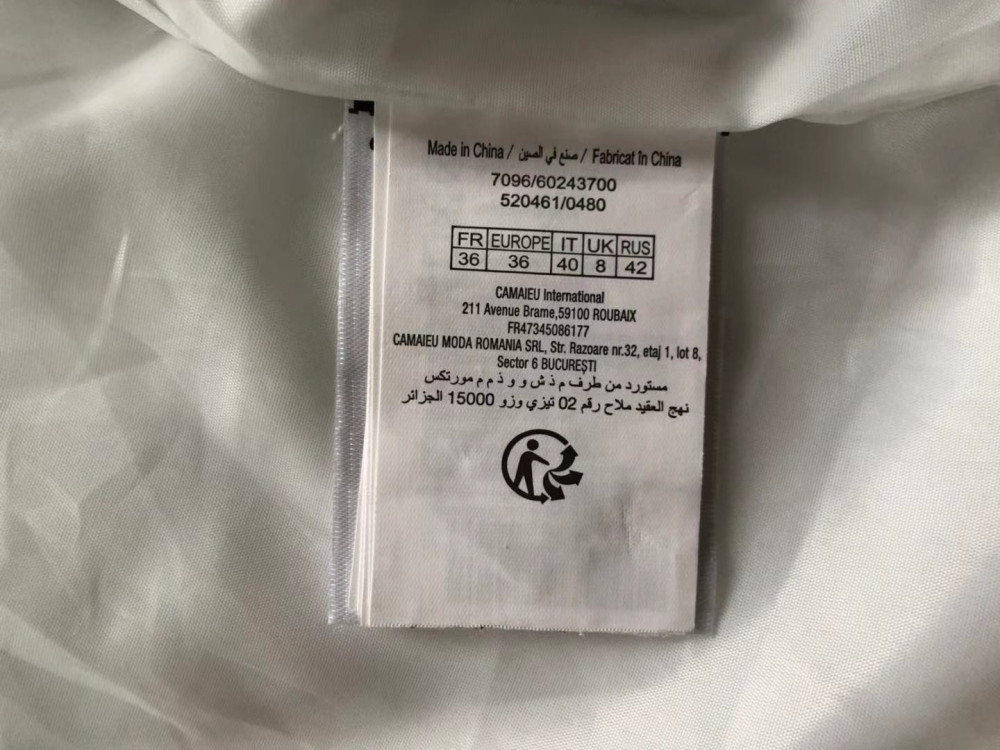 Made in China / صنع في الصين / Fabricat în China
7096/60243700
520461/0480
FR EUROPE IT UK RUS
36 36 40 8 42
CAMAIEU International
211 Avenue Brame,59100 ROUBAIX
FR47345086177
CAMAIEU MODA ROMANIA SRL, Str. Razoare nr.32, etaj 1, lot 8,
Sector 6 BUCUREŞTI
مستورد من طرف م ذ ش و و ذ م م مورتكس
نهج العقيد ملاح رقم 02 تيزي وزو 15000 الجزائر